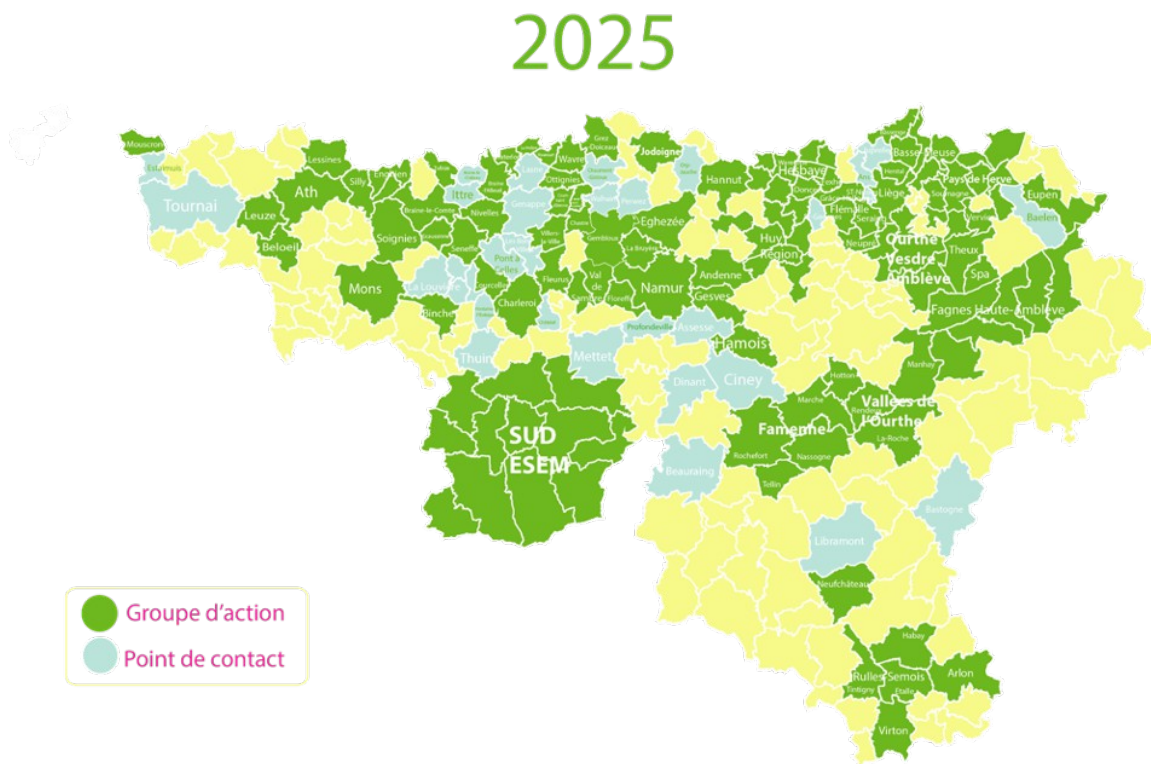 2025
Mouscron
Estaimpuis
Tournai
Leuze
Beloeil
Ath
Lessines
Silly
Enghien
Soignies
Braine-le-Comte
Ittre
Nivelles
Seneffe
Mons
La Louvière
Binche
Thuin
Charleroi
Courcelles
Pont à
Celles
Fleurus
Genappe
Lasne
Wavre
Ottignies
Grez
Doiceau
Jodoigne
Perwez
Villers-
la-Ville
Gembloux
Eghezée
La Bruyère
Val
de
Sambre
Floreffe
Namur
Andenne
Gesves
Profondeville
Assesse
Mettet
Hamois
Ciney
Dinant
Beauraing
SUD
ESEM
Hannut
Hesbaye
Huy
Région
Flémalle
Seraing
Neupré
Liège
Basse-Meuse
Herstal
Soumagne
Pays de Herve
Verviers
Eupen
Baelen
Ourthe
Vesdre
Amblève
Theux
Spa
Fagnes Haute-Amblève
Manhay
Hotton
Marche
Rendeux
Vallées de
l'Ourthe
La-Roche
Famenne
Rochefort
Nassogne
Tellin
Bastogne
Libramont
Neufchâteau
Habay
Rulles
Semois
Tintigny
Etalle
Arlon
Virton
Groupe d'action
Point de contact